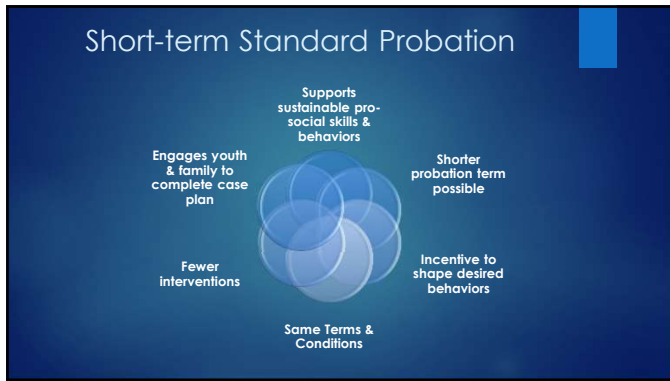 Short-term Standard Probation
Supports
sustainable pro-
social skills &
behaviors
Shorter
probation term
possible
Incentive to
shape desired
behaviors
Same Terms &
Conditions
Fewer
interventions
Engages youth
& family to
complete case
plan